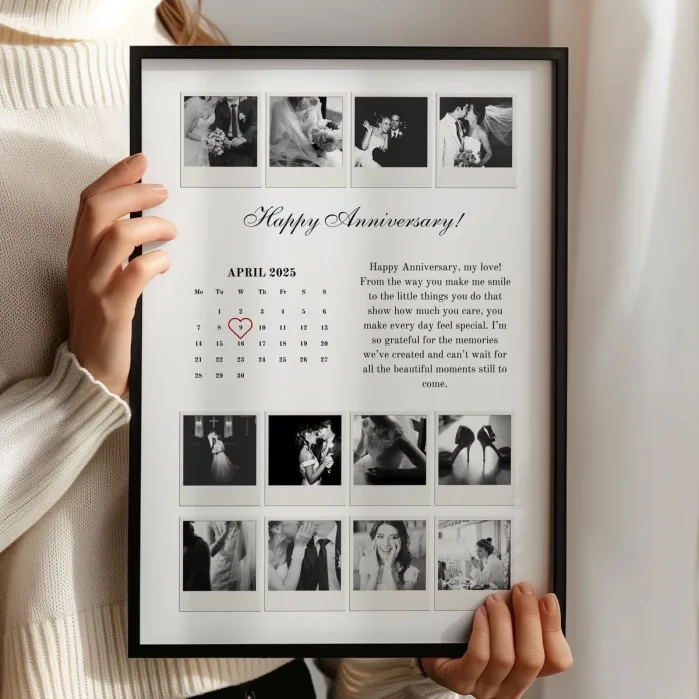 Happy Anniversary!
APRIL 2025
Mo Tu W Th Fr S S
1 2 3 4 5 6
7 8 9 10 11 12 13
14 15 16 17 18 19 20
21 22 23 24 25 26 27
28 29 30
Happy Anniversary, my love!
From the way you make me smile
to the little things you do that
show how much you care, you
make every day feel special. I'm
so grateful for the memories
we've created and can't wait for
all the beautiful moments still to
come.